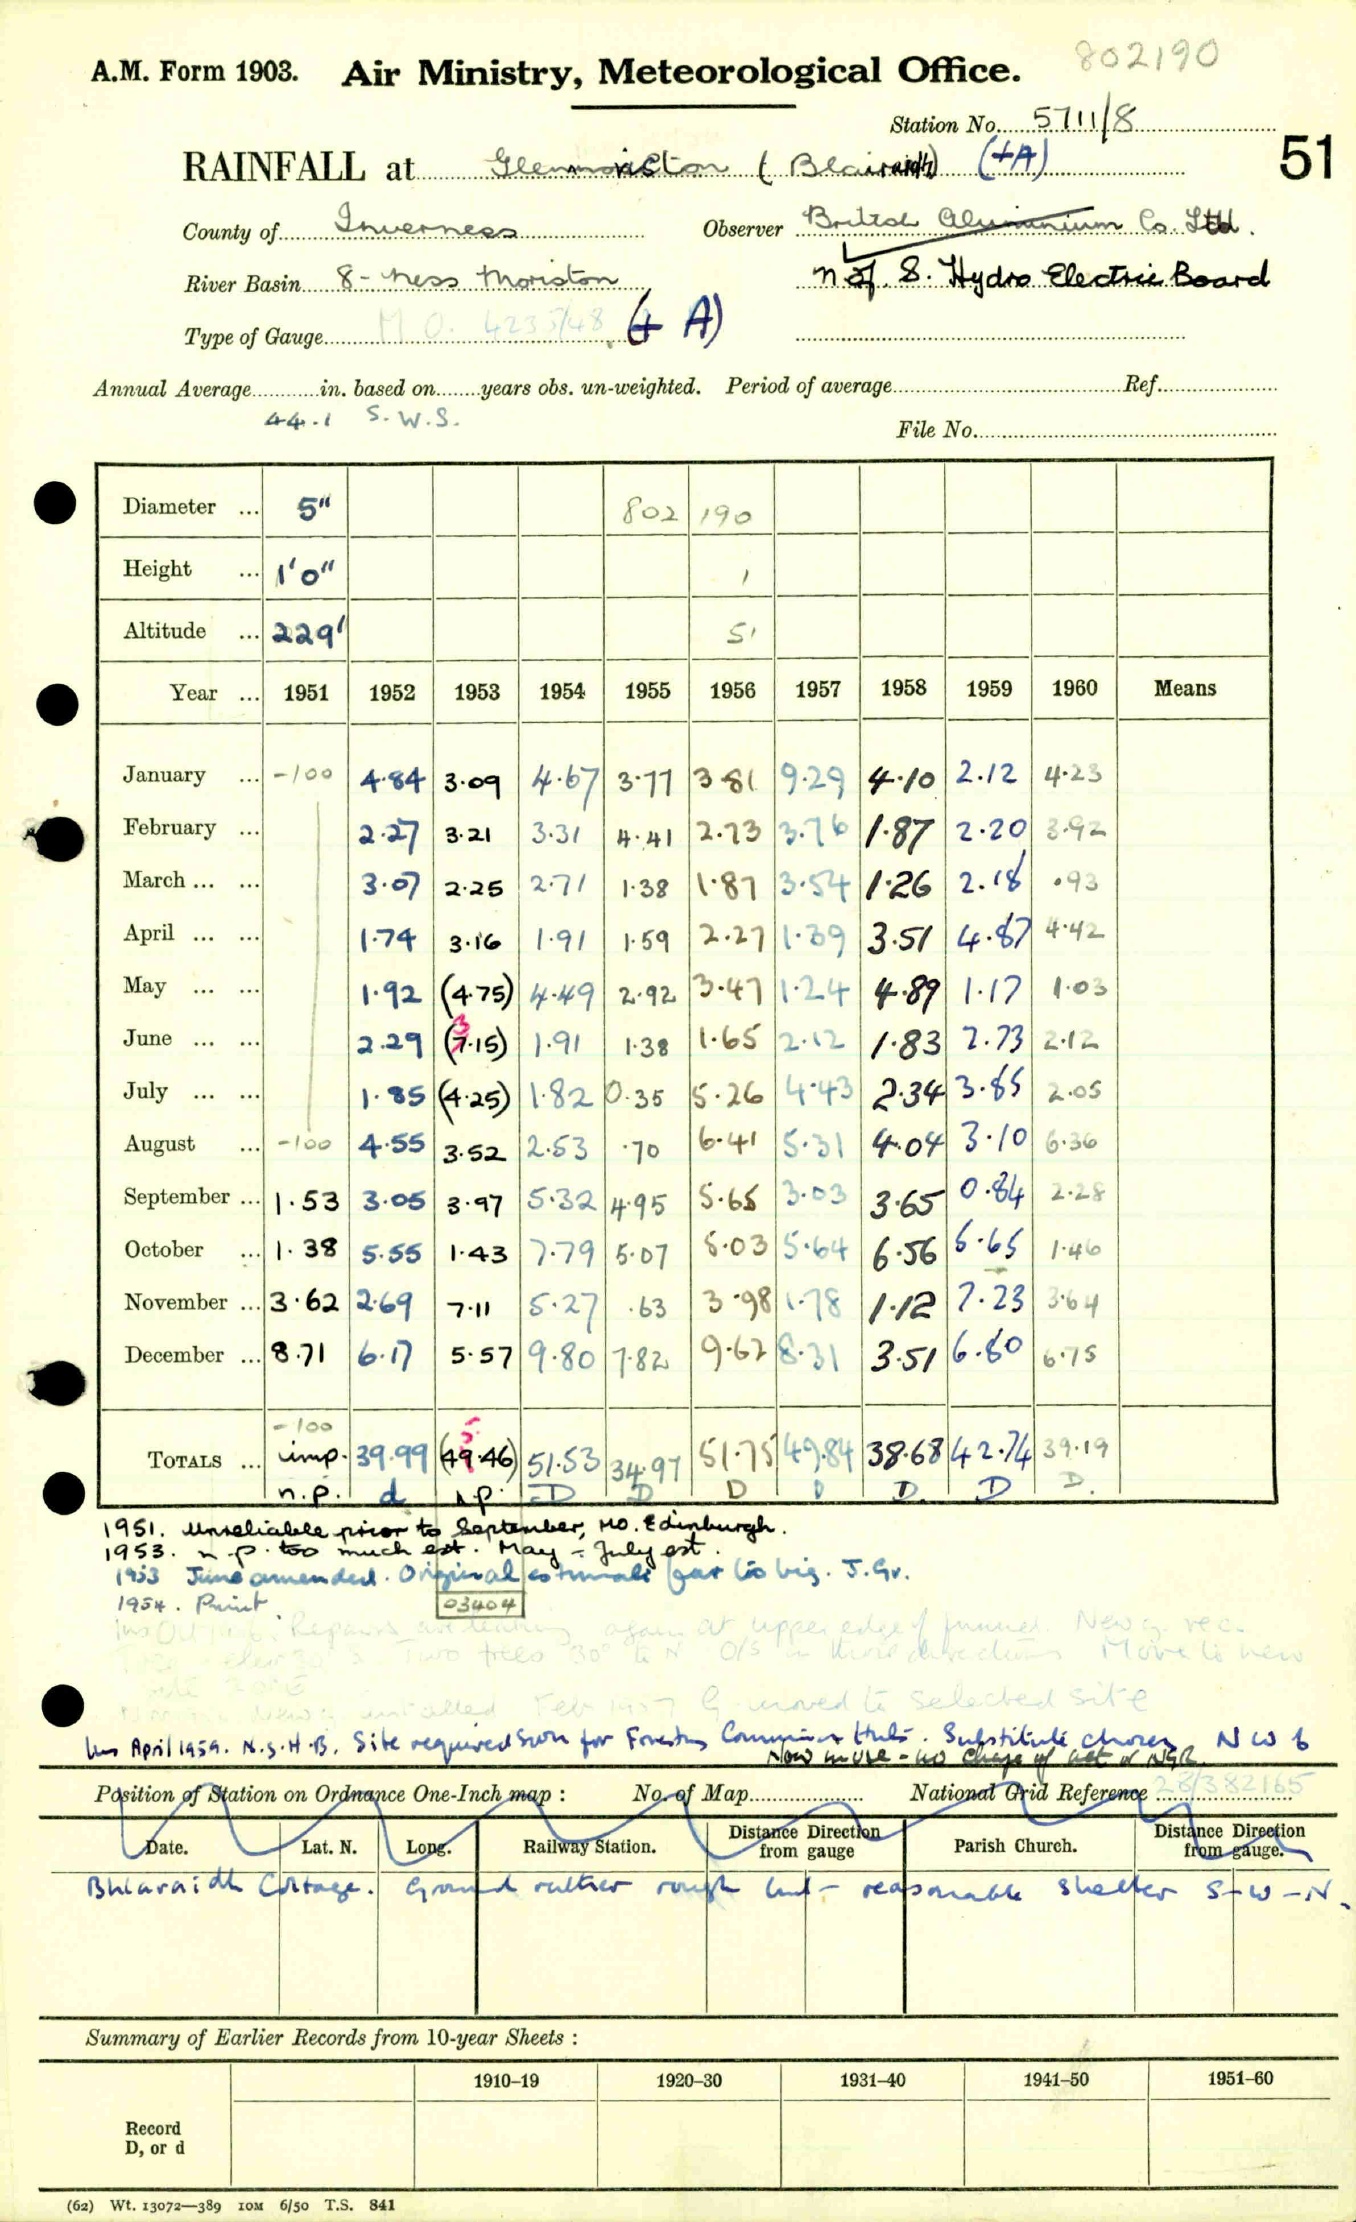 802190
A.M. Form 1903. Air Ministry, Meteorological Office.
Station No. 5711/8
RAINFALL at Glenmoriston ( Blairaidh) (+A) 51
County of Inverness Observer British Aluminium Co. Ltd.
River Basin 8 - Ness Moriston N. of S. Hydro Electric Board
Type of Gauge M O. 4235/48 (+ A)
Annual Average in. based on years obs. un-weighted. Period of average Ref.
44.1 S.W.S.
File No.
Diameter ... 5" 802 190
Height ... 1'0" 1
Altitude ... 229' 51
Year ... 1951 1952 1953 1954 1955 1956 1957 1958 1959 1960 Means
January ... -100 4.84 3.09 4.67 3.77 3.81 9.29 4.10 2.12 4.23
February ... 2.27 3.21 3.31 4.41 2.73 3.76 1.87 2.20 3.92
March ... ... 3.07 2.25 2.71 1.38 1.87 3.54 1.26 2.18 .93
April ... ... 1.74 3.16 1.91 1.59 2.27 1.39 3.51 4.87 4.42
May ... ... 1.92 (4.75) 4.49 2.92 3.47 1.24 4.89 1.17 1.03
3
June ... ... 2.29 (7.15) 1.91 1.38 1.65 2.12 1.83 2.73 2.12
July ... ... 1.85 (4.25) 1.82 0.35 5.26 4.43 2.34 3.85 2.05
August ... -100 4.55 3.52 2.53 .70 6.41 5.31 4.04 3.10 6.36
September ... 1.53 3.05 3.97 5.32 4.95 5.65 3.03 3.65 0.84 2.28
October ... 1.38 5.55 1.43 7.79 5.07 5.03 5.64 6.56 5.65 1.46
November ... 3.62 2.69 7.11 5.27 .63 3.98 1.78 1.12 7.23 3.64
December ... 8.71 6.17 5.57 9.80 7.82 9.62 8.31 3.51 6.80 6.75
-100 5
TOTALS ... imp. 39.99 (49.46) 51.53 34.97 51.75 49.84 38.68 42.74 39.19
n.p. d n.p. D D D D D. D D.
1951. Unreliable prior to September, MO. Edinburgh.
1953. n.p. too much est. May - July est.
1953 June amended. Original estimate far too big. J.Gr.
1954. Print.
03404
Repairs are leaking again at upper edge of funnel. New g. rec.
Two trees 30° to N O/S in three directions Move to new
site
New g installed Feb 1957 G moved to selected site
Ins April 1959. N.S.H.B. Site required soon for Forestry Commission Huts. Substitute chosen N W 6
Now in use - no change of alt or NGR
Position of Station on Ordnance One-Inch map : No. of Map National Grid Reference 28/382165
Date. Lat. N. Long. Railway Station. Distance from gauge Direction Parish Church. Distance from gauge. Direction
Bhlaraidh Cottage. Ground rather rough but - reasonable shelter S-W-N.
Summary of Earlier Records from 10-year Sheets :
1910–19 1920–30 1931–40 1941–50 1951–60
Record
D, or d
(62) Wt. 13072—389 10M 6/50 T.S. 841